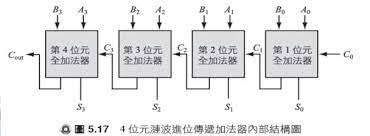 B₃ A₃ B₂ A₂ B₁ A₁ B₀ A₀
Cout 第4位元 全加法器 C₃ 第3位元 全加法器 C₂ 第2位元 全加法器 C₁ 第1位元 全加法器 C₀
S₃ S₂ S₁ S₀
圖 5.17 4 位元漣波進位傳遞加法器內部結構圖